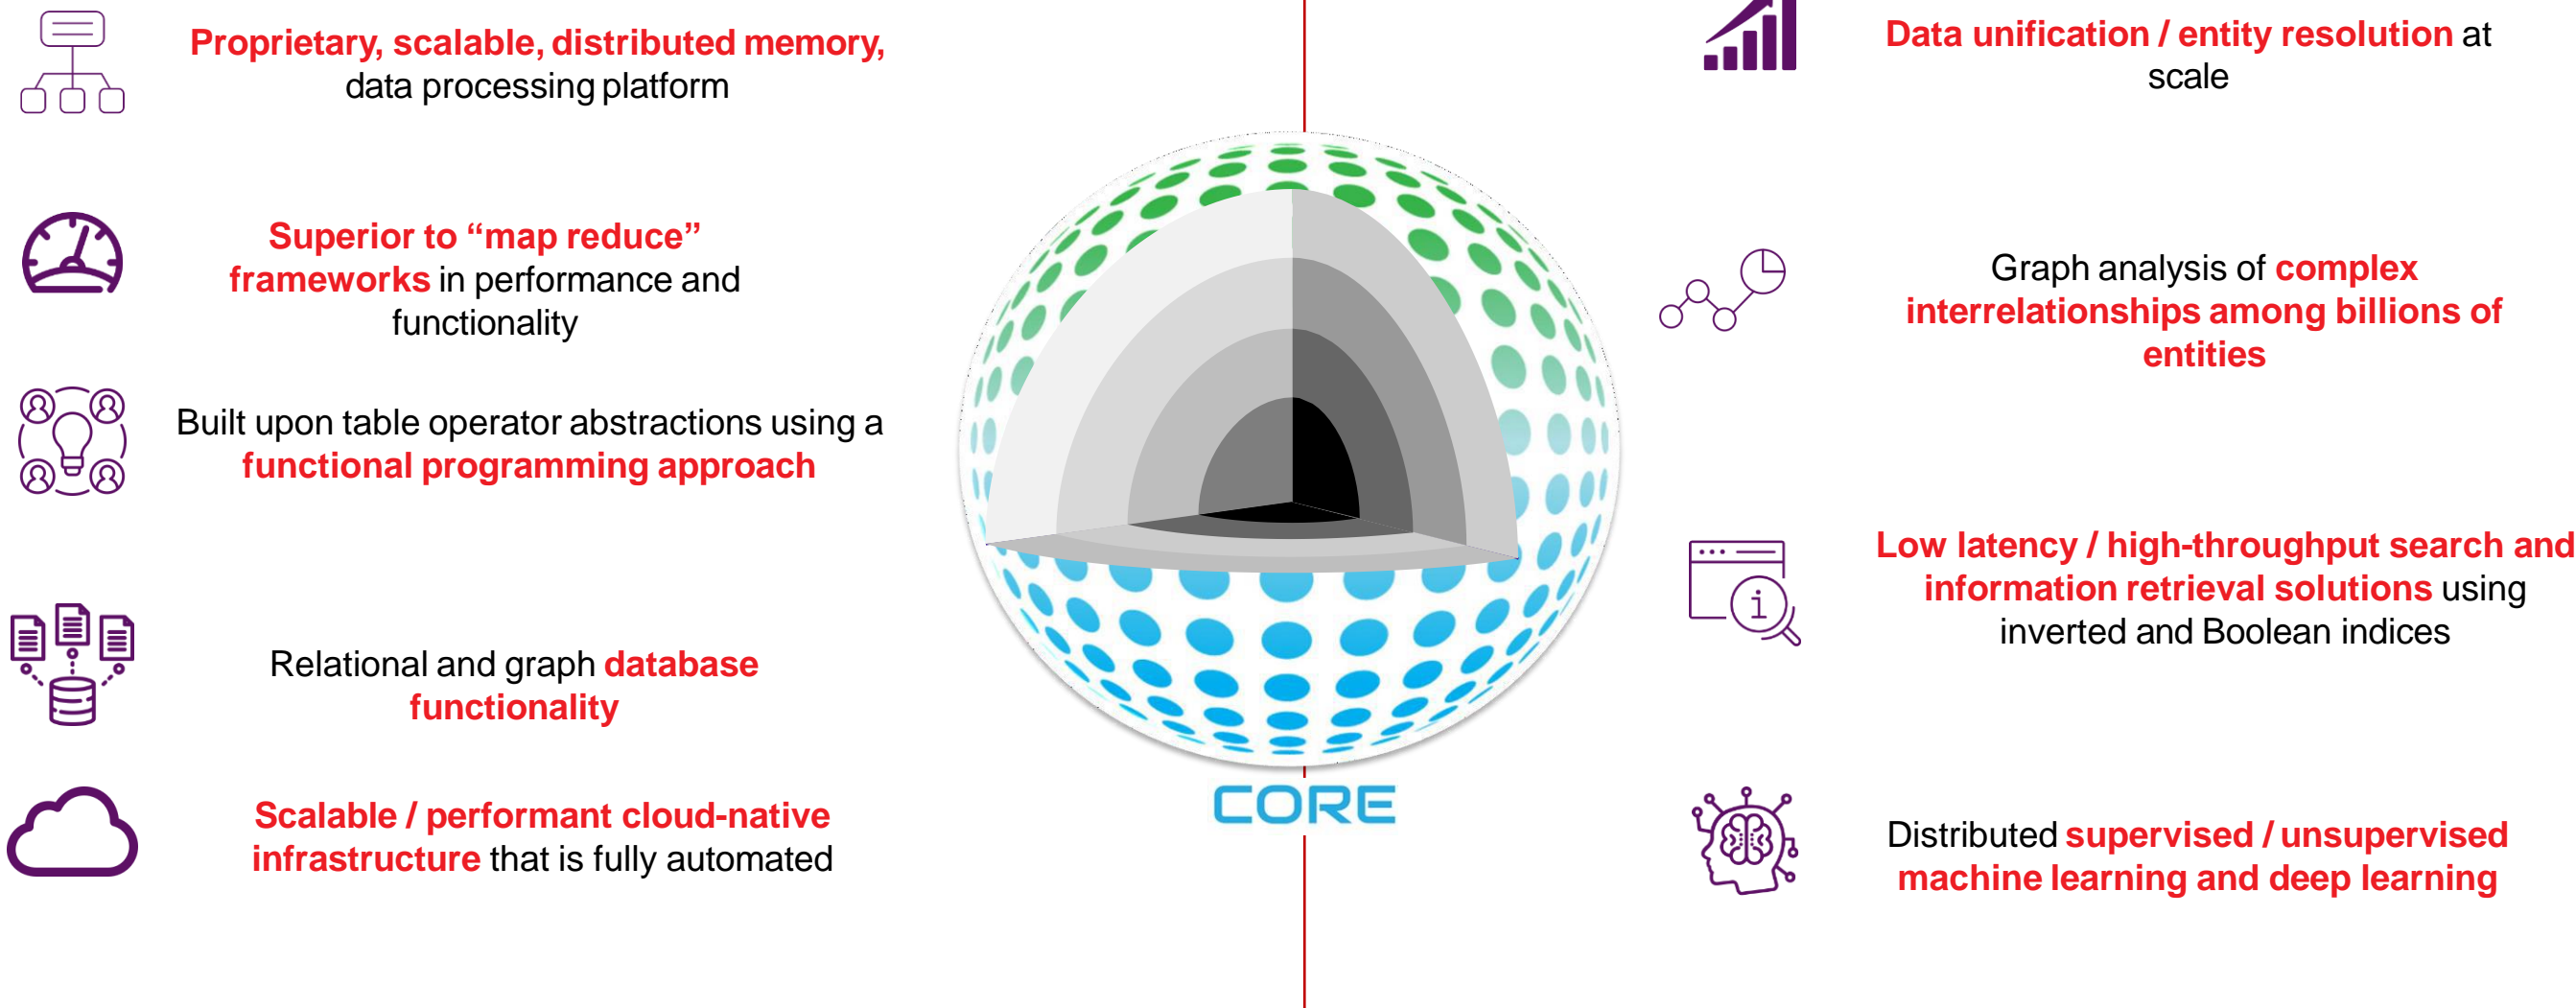 Proprietary, scalable, distributed memory,
data processing platform
Superior to “map reduce”
frameworks in performance and
functionality
Built upon table operator abstractions using a
functional programming approach
Relational and graph database
functionality
Scalable / performant cloud-native
infrastructure that is fully automated
CORE
Data unification / entity resolution at
scale
Graph analysis of complex
interrelationships among billions of
entities
Low latency / high-throughput search and
information retrieval solutions using
inverted and Boolean indices
i
Distributed supervised / unsupervised
machine learning and deep learning